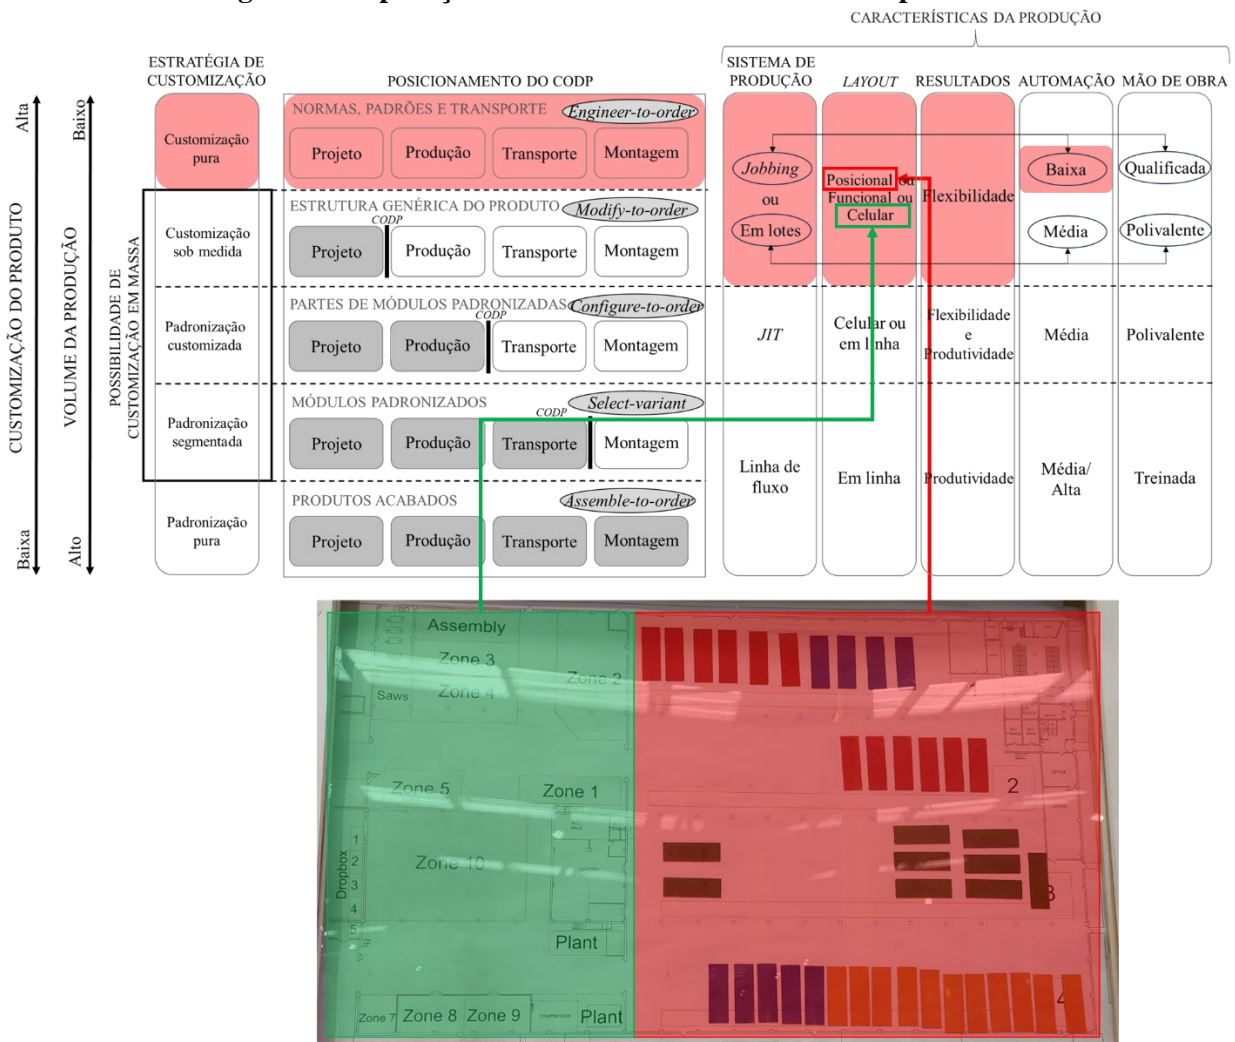 CARACTERÍSTICAS DA PRODUÇÃO
ESTRATÉGIA DE
CUSTOMIZAÇÃO
POSICIONAMENTO DO CODP
SISTEMA DE
PRODUÇÃO
LAYOUT
RESULTADOS
AUTOMAÇÃO
MÃO DE OBRA
Alta
Baixa
CUSTOMIZAÇÃO DO PRODUTO
Baixo
Alto
VOLUME DA PRODUÇÃO
POSSIBILIDADE DE
CUSTOMIZAÇÃO EM MASSA
Customização
pura
NORMAS, PADRÕES E TRANSPORTE
Engineer-to-order
Projeto
Produção
Transporte
Montagem
Customização
sob medida
ESTRUTURA GENÉRICA DO PRODUTO
Modify-to-order
CODP
Projeto
Produção
Transporte
Montagem
Padronização
customizada
PARTES DE MÓDULOS PADRONIZADAS
Configure-to-order
CODP
Projeto
Produção
Transporte
Montagem
Padronização
segmentada
MÓDULOS PADRONIZADOS
Select-variant
CODP
Projeto
Produção
Transporte
Montagem
Padronização
pura
PRODUTOS ACABADOS
Assemble-to-order
Projeto
Produção
Transporte
Montagem
Jobbing
ou
Em lotes
Posicional ou
Funcional ou
Celular
Flexibilidade
Baixa
Média
Qualificada
Polivalente
JIT
Celular ou
em linha
Flexibilidade
e
Produtividade
Média
Polivalente
Linha de
fluxo
Em linha
Produtividade
Média/
Alta
Treinada
Assembly
Zone 3
Zone 2
Saws
Zone 4
Zone 5
Zone 1
2
Dropbox
1
2
3
4
5
Zone 10
3
Plant
4
Zone 7
Zone 8
Zone 9
Plant